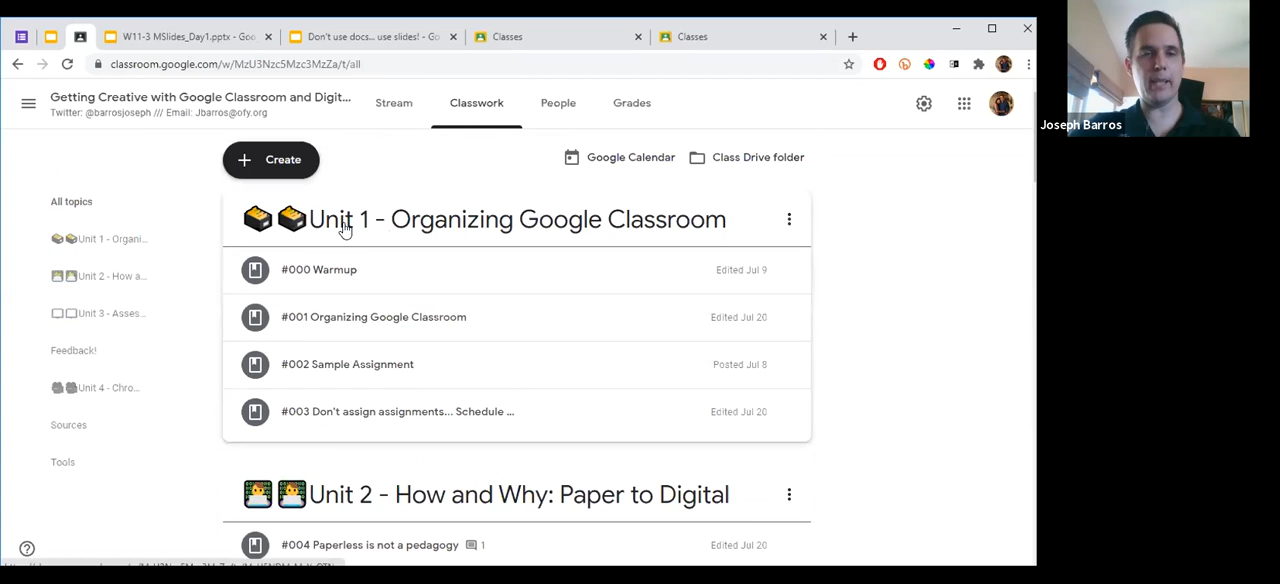 W11-3 MSlides_Day1.pptx - Goo
Don't use docs... use slides! - Go
Classes
Classes
classroom.google.com/w/MzU3Nzc5Mzc3MzZa/t/all
Getting Creative with Google Classroom and Digit...
Twitter: @barrosjoseph /// Email: Jbarros@ofy.org
Stream
Classwork
People
Grades
Joseph Barros
Create
Google Calendar
Class Drive folder
All topics
Unit 1 - Organi...
Unit 2 - How a...
Unit 3 - Asses...
Feedback!
Unit 4 - Chro...
Sources
Tools
Unit 1 - Organizing Google Classroom
#000 Warmup
Edited Jul 9
#001 Organizing Google Classroom
Edited Jul 20
#002 Sample Assignment
Posted Jul 8
#003 Don't assign assignments... Schedule ...
Edited Jul 20
Unit 2 - How and Why: Paper to Digital
#004 Paperless is not a pedagogy
1
Edited Jul 20